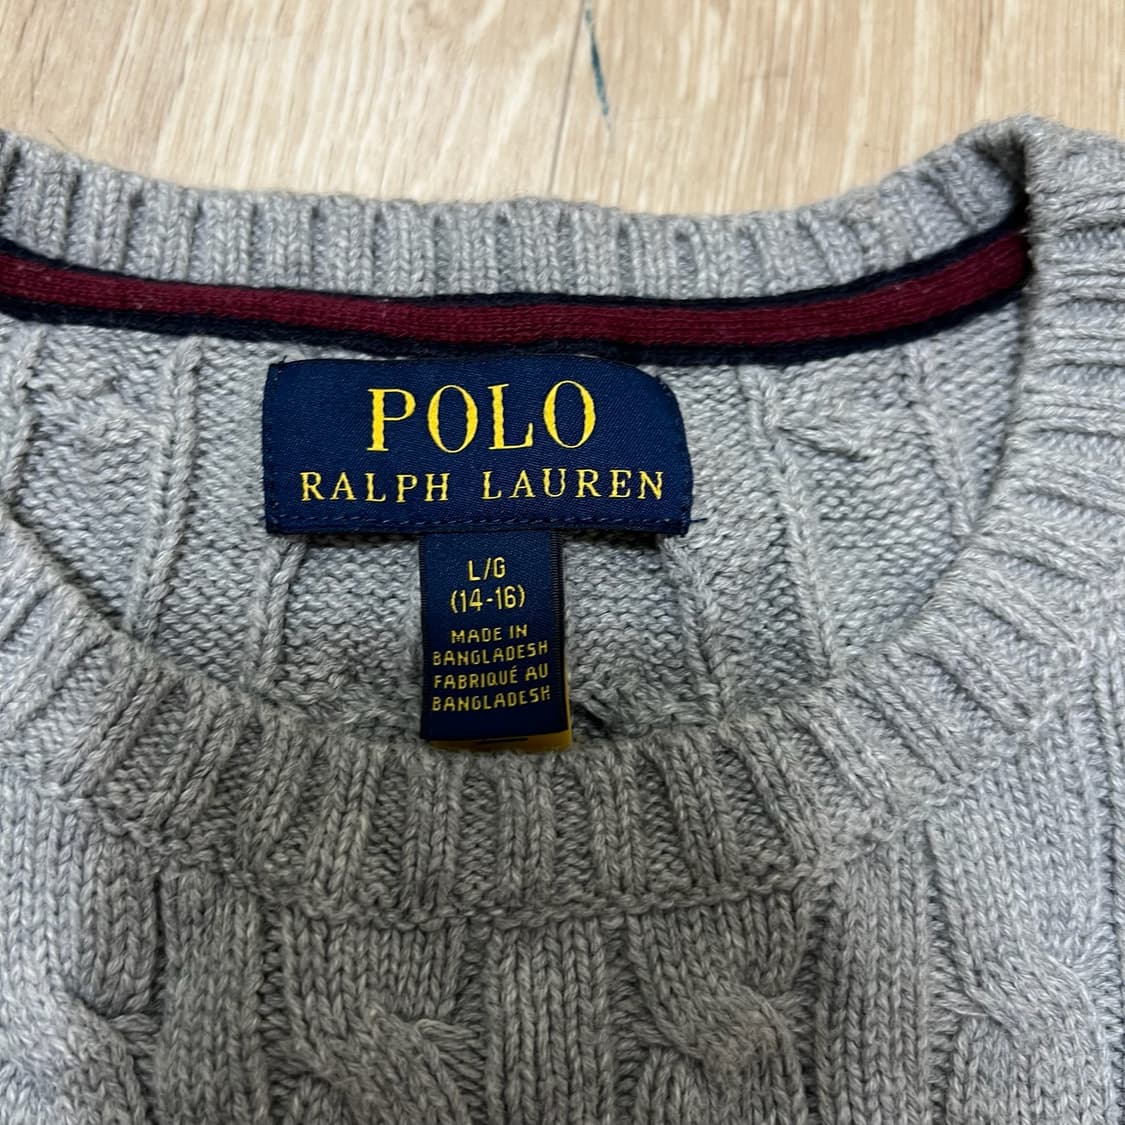 POLO
RALPH LAUREN
L/G
(14-16)
MADE IN
BANGLADESH
FABRIQUÉ AU
BANGLADESH